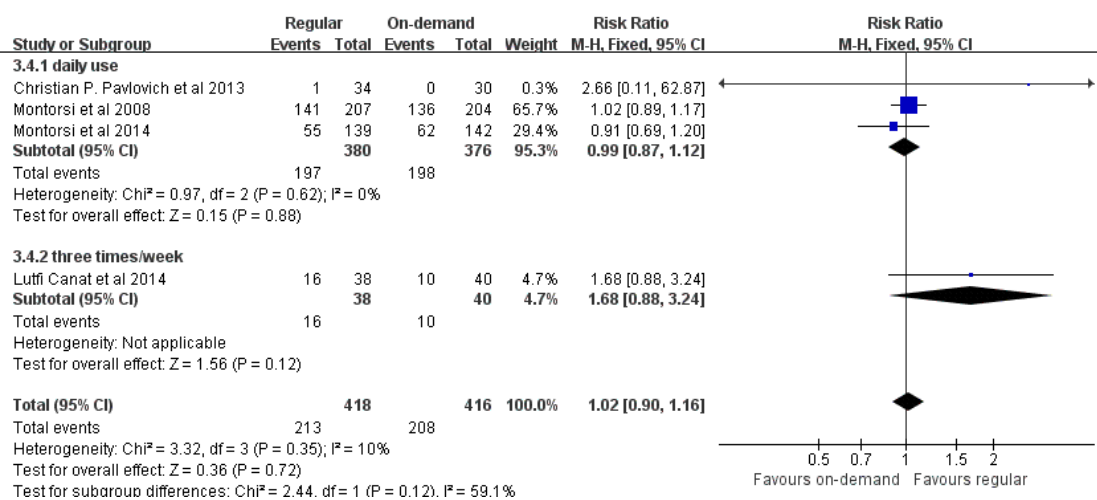 Regular On-demand Risk Ratio Risk Ratio
Study or Subgroup Events Total Events Total Weight M-H, Fixed, 95% CI M-H, Fixed, 95% CI
3.4.1 daily use
Christian P. Pavlovich et al 2013 1 34 0 30 0.3% 2.66 [0.11, 62.87]
Montorsi et al 2008 141 207 136 204 65.7% 1.02 [0.89, 1.17]
Montorsi et al 2014 55 139 62 142 29.4% 0.91 [0.69, 1.20]
Subtotal (95% CI) 380 376 95.3% 0.99 [0.87, 1.12]
Total events 197 198
Heterogeneity: Chi² = 0.97, df = 2 (P = 0.62); I² = 0%
Test for overall effect: Z = 0.15 (P = 0.88)
3.4.2 three times/week
Lutfi Canat et al 2014 16 38 10 40 4.7% 1.68 [0.88, 3.24]
Subtotal (95% CI) 38 40 4.7% 1.68 [0.88, 3.24]
Total events 16 10
Heterogeneity: Not applicable
Test for overall effect: Z = 1.56 (P = 0.12)
Total (95% CI) 418 416 100.0% 1.02 [0.90, 1.16]
Total events 213 208
Heterogeneity: Chi² = 3.32, df = 3 (P = 0.35); I² = 10%
Test for overall effect: Z = 0.36 (P = 0.72)
Test for subgroup differences: Chi² = 2.44, df = 1 (P = 0.12), I² = 59.1%
0.5 0.7 1 1.5 2
Favours on-demand Favours regular